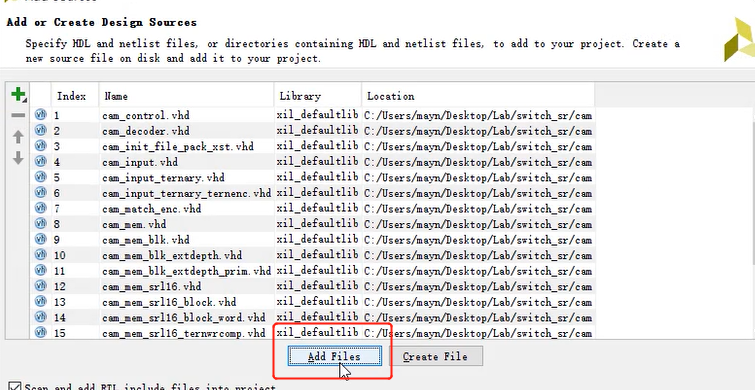 Add or Create Design Sources
Specify HDL and netlist files, or directories containing HDL and netlist files, to add to your project. Create a
new source file on disk and add it to your project.
Index Name Library Location
1 cam_control.vhd xil_defaultlib C:/Users/mayn/Desktop/Lab/switch_sr/cam
2 cam_decoder.vhd xil_defaultlib C:/Users/mayn/Desktop/Lab/switch_sr/cam
3 cam_init_file_pack_xst.vhd xil_defaultlib C:/Users/mayn/Desktop/Lab/switch_sr/cam
4 cam_input.vhd xil_defaultlib C:/Users/mayn/Desktop/Lab/switch_sr/cam
5 cam_input_ternary.vhd xil_defaultlib C:/Users/mayn/Desktop/Lab/switch_sr/cam
6 cam_input_ternary_ternenc.vhd xil_defaultlib C:/Users/mayn/Desktop/Lab/switch_sr/cam
7 cam_match_enc.vhd xil_defaultlib C:/Users/mayn/Desktop/Lab/switch_sr/cam
8 cam_mem.vhd xil_defaultlib C:/Users/mayn/Desktop/Lab/switch_sr/cam
9 cam_mem_blk.vhd xil_defaultlib C:/Users/mayn/Desktop/Lab/switch_sr/cam
10 cam_mem_blk_extdepth.vhd xil_defaultlib C:/Users/mayn/Desktop/Lab/switch_sr/cam
11 cam_mem_blk_extdepth_prim.vhd xil_defaultlib C:/Users/mayn/Desktop/Lab/switch_sr/cam
12 cam_mem_srl16.vhd xil_defaultlib C:/Users/mayn/Desktop/Lab/switch_sr/cam
13 cam_mem_srl16_block.vhd xil_defaultlib C:/Users/mayn/Desktop/Lab/switch_sr/cam
14 cam_mem_srl16_block_word.vhd xil_defaultlib C:/Users/mayn/Desktop/Lab/switch_sr/cam
15 cam_mem_srl16_ternwrcomp.vhd xil_defaultlib C:/Users/mayn/Desktop/Lab/switch_sr/cam
Add Files Create File
Scan and add RTL include files into project